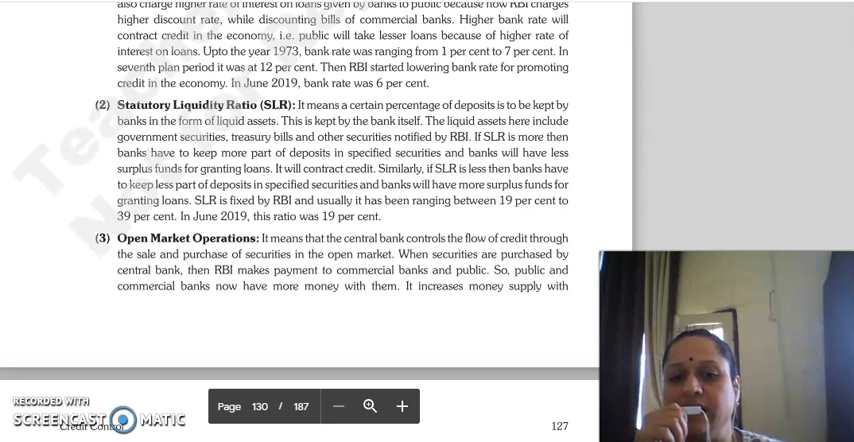 also charge higher rate of interest on loans given by banks to public because now RBI charges
higher discount rate, while discounting bills of commercial banks. Higher bank rate will
contract credit in the economy, i.e. public will take lesser loans because of higher rate of
interest on loans. Upto the year 1973, bank rate was ranging from 1 per cent to 7 per cent. In
seventh plan period it was at 12 per cent. Then RBI started lowering bank rate for promoting
credit in the economy. In June 2019, bank rate was 6 per cent.
(2) Statutory Liquidity Ratio (SLR): It means a certain percentage of deposits is to be kept by
banks in the form of liquid assets. This is kept by the bank itself. The liquid assets here include
government securities, treasury bills and other securities notified by RBI. If SLR is more then
banks have to keep more part of deposits in specified securities and banks will have less
surplus funds for granting loans. It will contract credit. Similarly, if SLR is less then banks have
to keep less part of deposits in specified securities and banks will have more surplus funds for
granting loans. SLR is fixed by RBI and usually it has been ranging between 19 per cent to
39 per cent. In June 2019, this ratio was 19 per cent.
(3) Open Market Operations: It means that the central bank controls the flow of credit through
the sale and purchase of securities in the open market. When securities are purchased by
central bank, then RBI makes payment to commercial banks and public. So, public and
commercial banks now have more money with them. It increases money supply with
RECORDED WITH
SCREENCAST MATIC
Page 130 / 187
Credit Control
127